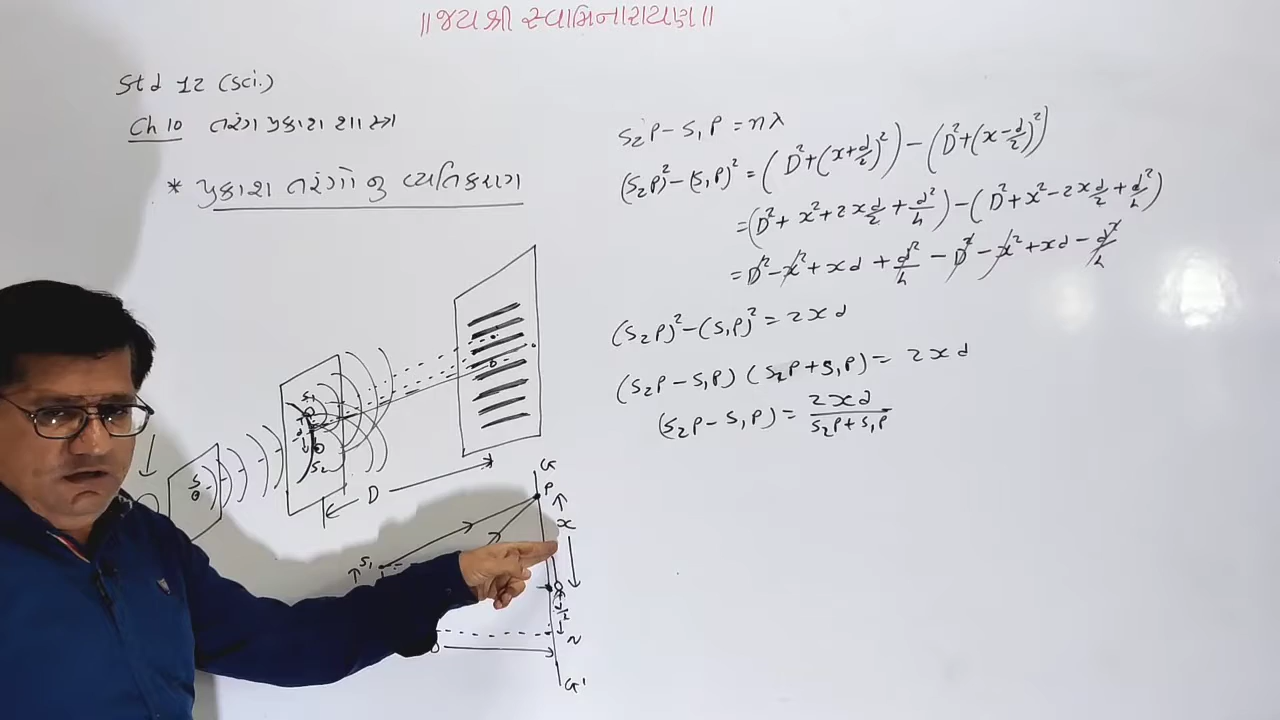 ॥ જય શ્રી સ્વામિનારાયણ ॥
Std 12 (Sci.)
Ch 10 તરંગ પ્રકાશ શાસ્ત્ર
* પ્રકાશ તરંગોનું વ્યતિકરણ
S₂P - S₁P = nλ
(S₂P)² - (S₁P)² = (D² + (x + d/2)²) - (D² + (x - d/2)²)
= (D² + x² + 2x d/2 + d²/4) - (D² + x² - 2x d/2 + d²/4)
= D² - x² + xd + d²/4 - D² - x² + xd - d²/4
(S₂P)² - (S₁P)² = 2xd
(S₂P - S₁P) (S₂P + S₁P) = 2xd
(S₂P - S₁P) = 2xd / S₂P + S₁P
S
S₁
d
S₂
D
G
P
x
S₁
d/2
N
G'